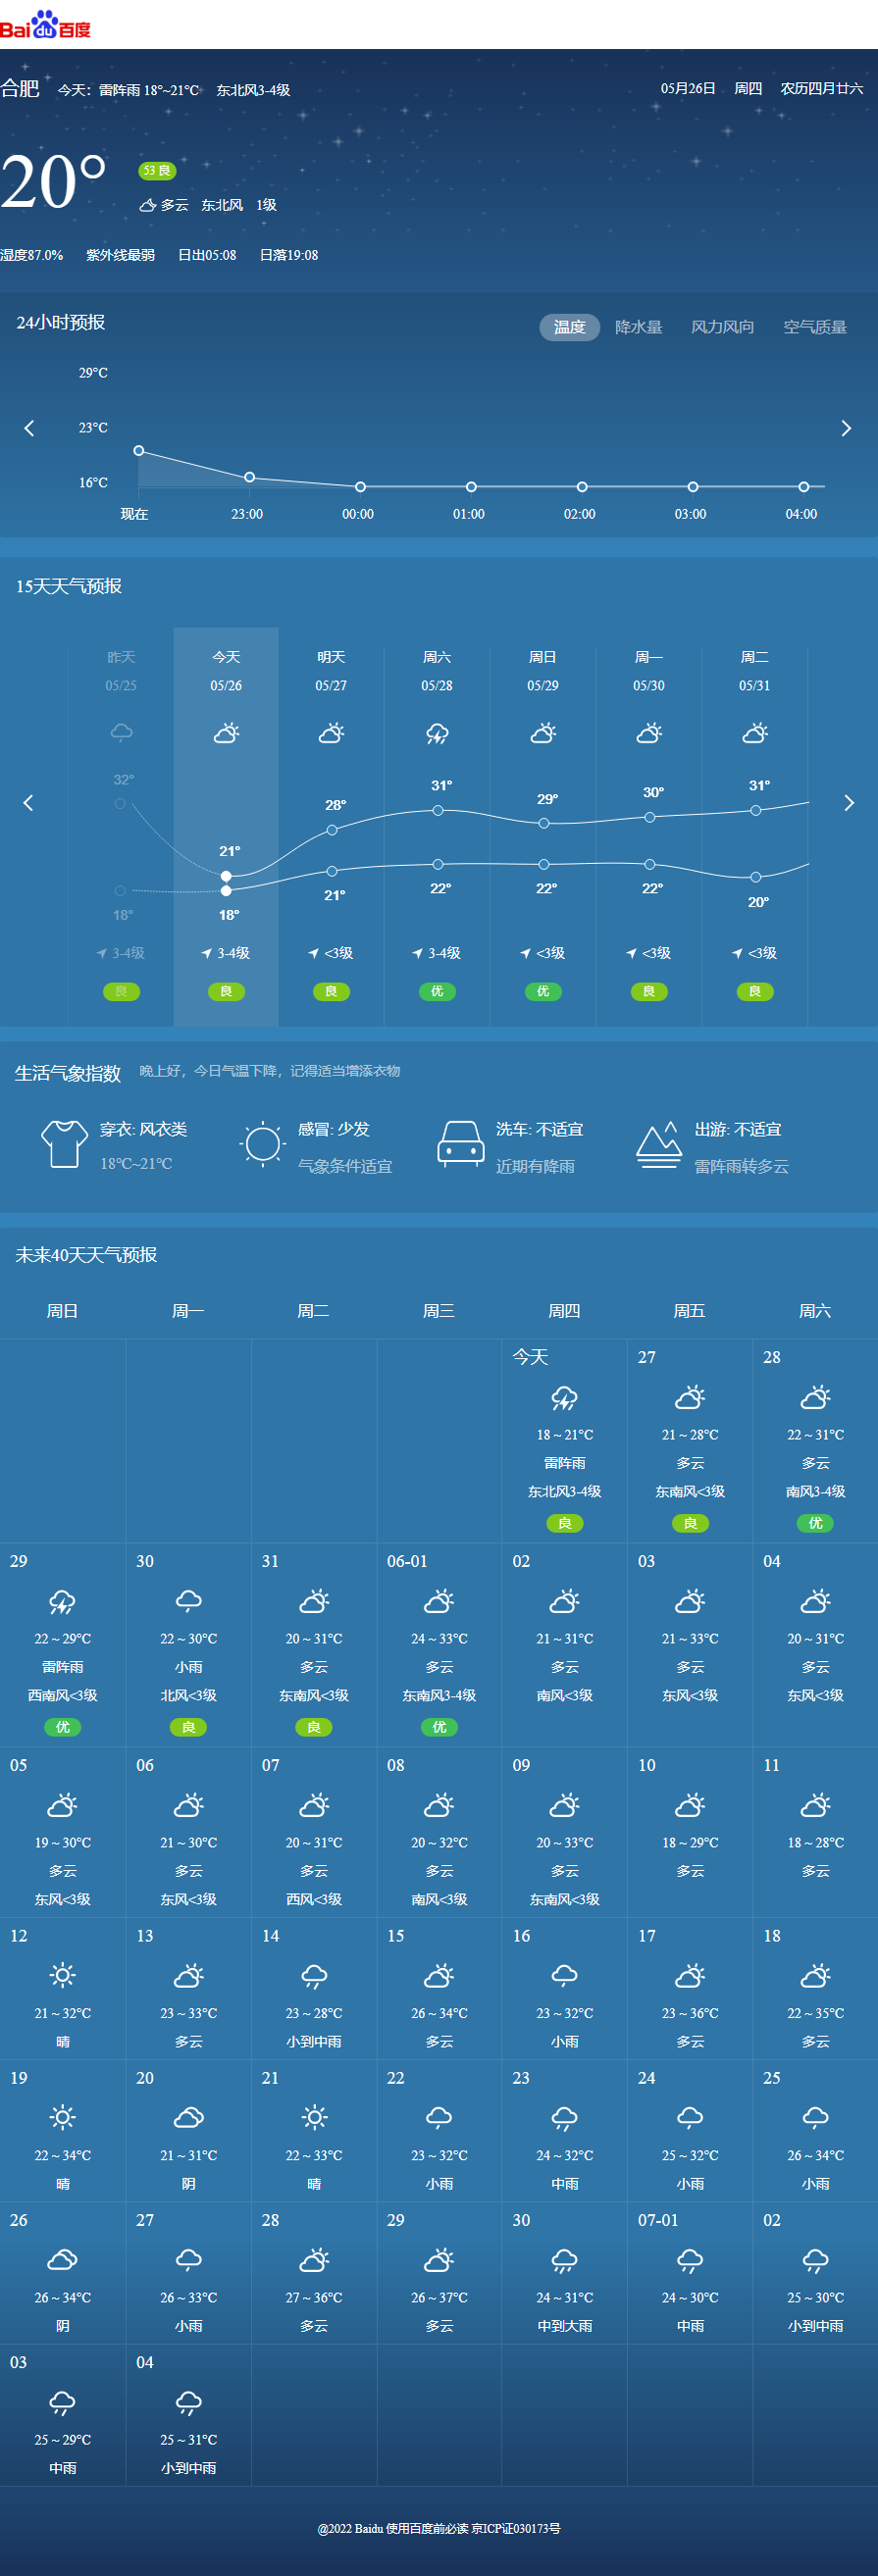 Bai du 百度
合肥 今天：雷阵雨 18°~21°C 东北风3-4级 05月26日 周四 农历四月廿六
20° 53 良
多云 东北风 1级
湿度87.0% 紫外线最弱 日出05:08 日落19:08
24小时预报 温度 降水量 风力风向 空气质量
29°C
23°C
16°C
现在 23:00 00:00 01:00 02:00 03:00 04:00
15天天气预报
昨天 今天 明天 周六 周日 周一 周二
05/25 05/26 05/27 05/28 05/29 05/30 05/31
32° 21° 28° 31° 29° 30° 31°
18° 18° 21° 22° 22° 22° 20°
3-4级 3-4级 <3级 3-4级 <3级 <3级 <3级
良 良 良 优 优 良 良
生活气象指数 晚上好，今日气温下降，记得适当增添衣物
穿衣: 风衣类 感冒: 少发 洗车: 不适宜 出游: 不适宜
18°C~21°C 气象条件适宜 近期有降雨 雷阵雨转多云
未来40天天气预报
周日 周一 周二 周三 周四 周五 周六
今天 27 28
18～21°C 21～28°C 22～31°C
雷阵雨 多云 多云
东北风3-4级 东南风<3级 南风3-4级
良 良 优
29 30 31 06-01 02 03 04
22～29°C 22～30°C 20～31°C 24～33°C 21～31°C 21～33°C 20～31°C
雷阵雨 小雨 多云 多云 多云 多云 多云
西南风<3级 北风<3级 东南风<3级 东南风3-4级 南风<3级 东风<3级 东风<3级
优 良 良 优
05 06 07 08 09 10 11
19～30°C 21～30°C 20～31°C 20～32°C 20～33°C 18～29°C 18～28°C
多云 多云 多云 多云 多云 多云 多云
东风<3级 东风<3级 西风<3级 南风<3级 东南风<3级
12 13 14 15 16 17 18
21～32°C 23～33°C 23～28°C 26～34°C 23～32°C 23～36°C 22～35°C
晴 多云 小到中雨 多云 小雨 多云 多云
19 20 21 22 23 24 25
22～34°C 21～31°C 22～33°C 23～32°C 24～32°C 25～32°C 26～34°C
晴 阴 晴 小雨 中雨 小雨 小雨
26 27 28 29 30 07-01 02
26～34°C 26～33°C 27～36°C 26～37°C 24～31°C 24～30°C 25～30°C
阴 小雨 多云 多云 中到大雨 中雨 小到中雨
03 04
25～29°C 25～31°C
中雨 小到中雨
@2022 Baidu 使用百度前必读 京ICP证030173号